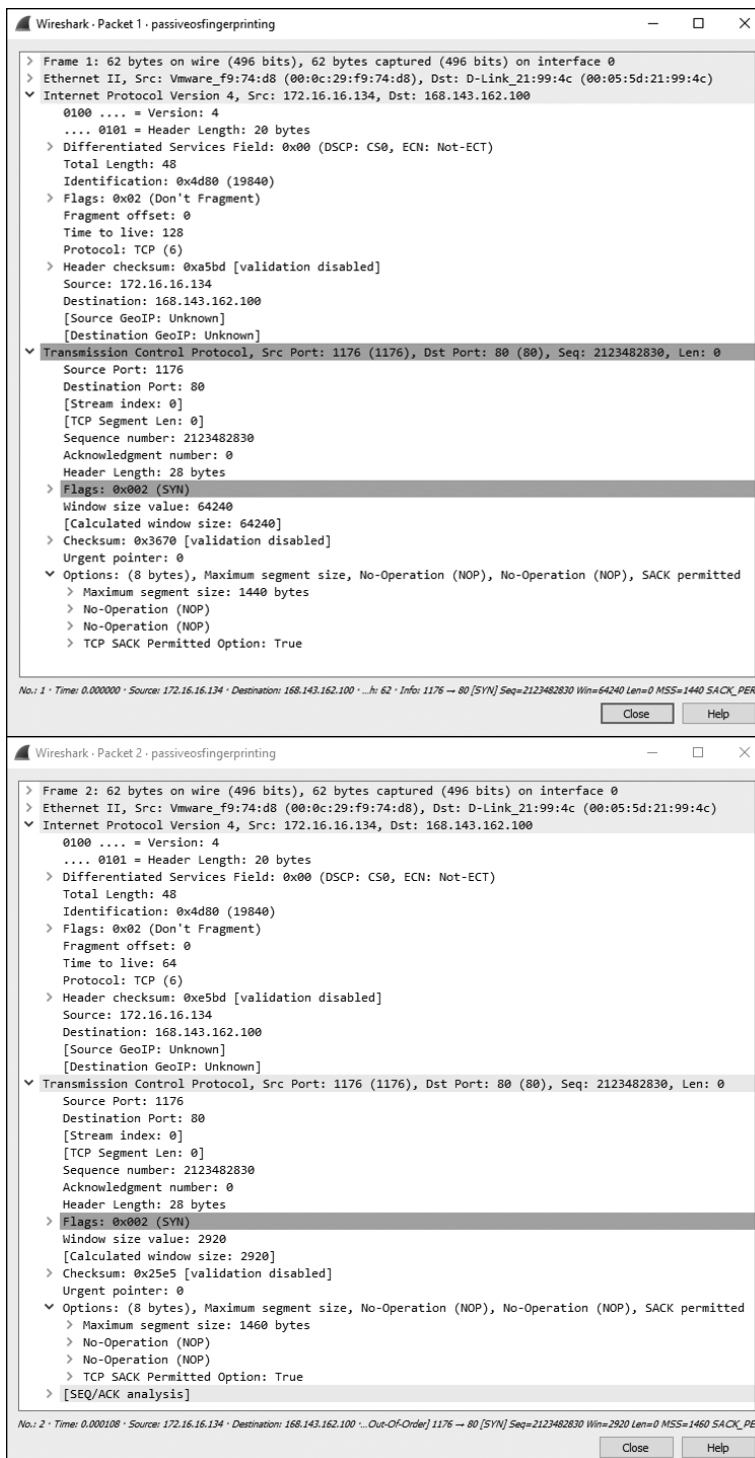 Wireshark · Packet 1 · passiveosfingerprinting
Frame 1: 62 bytes on wire (496 bits), 62 bytes captured (496 bits) on interface 0
Ethernet II, Src: Vmware_f9:74:d8 (00:0c:29:f9:74:d8), Dst: D-Link_21:99:4c (00:05:5d:21:99:4c)
Internet Protocol Version 4, Src: 172.16.16.134, Dst: 168.143.162.100
0100 .... = Version: 4
.... 0101 = Header Length: 20 bytes
Differentiated Services Field: 0x00 (DSCP: CS0, ECN: Not-ECT)
Total Length: 48
Identification: 0x4d80 (19840)
Flags: 0x02 (Don't Fragment)
Fragment offset: 0
Time to live: 128
Protocol: TCP (6)
Header checksum: 0xa5bd [validation disabled]
Source: 172.16.16.134
Destination: 168.143.162.100
[Source GeoIP: Unknown]
[Destination GeoIP: Unknown]
Transmission Control Protocol, Src Port: 1176 (1176), Dst Port: 80 (80), Seq: 2123482830, Len: 0
Source Port: 1176
Destination Port: 80
[Stream index: 0]
[TCP Segment Len: 0]
Sequence number: 2123482830
Acknowledgment number: 0
Header Length: 28 bytes
Flags: 0x002 (SYN)
Window size value: 64240
[Calculated window size: 64240]
Checksum: 0x3670 [validation disabled]
Urgent pointer: 0
Options: (8 bytes), Maximum segment size, No-Operation (NOP), No-Operation (NOP), SACK permitted
Maximum segment size: 1440 bytes
No-Operation (NOP)
No-Operation (NOP)
TCP SACK Permitted Option: True
No.: 1 · Time: 0.000000 · Source: 172.16.16.134 · Destination: 168.143.162.100 · ...h: 62 · Info: 1176 → 80 [SYN] Seq=2123482830 Win=64240 Len=0 MSS=1440 SACK_PER
Close Help
Wireshark · Packet 2 · passiveosfingerprinting
Frame 2: 62 bytes on wire (496 bits), 62 bytes captured (496 bits) on interface 0
Ethernet II, Src: Vmware_f9:74:d8 (00:0c:29:f9:74:d8), Dst: D-Link_21:99:4c (00:05:5d:21:99:4c)
Internet Protocol Version 4, Src: 172.16.16.134, Dst: 168.143.162.100
0100 .... = Version: 4
.... 0101 = Header Length: 20 bytes
Differentiated Services Field: 0x00 (DSCP: CS0, ECN: Not-ECT)
Total Length: 48
Identification: 0x4d80 (19840)
Flags: 0x02 (Don't Fragment)
Fragment offset: 0
Time to live: 64
Protocol: TCP (6)
Header checksum: 0xe5bd [validation disabled]
Source: 172.16.16.134
Destination: 168.143.162.100
[Source GeoIP: Unknown]
[Destination GeoIP: Unknown]
Transmission Control Protocol, Src Port: 1176 (1176), Dst Port: 80 (80), Seq: 2123482830, Len: 0
Source Port: 1176
Destination Port: 80
[Stream index: 0]
[TCP Segment Len: 0]
Sequence number: 2123482830
Acknowledgment number: 0
Header Length: 28 bytes
Flags: 0x002 (SYN)
Window size value: 2920
[Calculated window size: 2920]
Checksum: 0x25e5 [validation disabled]
Urgent pointer: 0
Options: (8 bytes), Maximum segment size, No-Operation (NOP), No-Operation (NOP), SACK permitted
Maximum segment size: 1460 bytes
No-Operation (NOP)
No-Operation (NOP)
TCP SACK Permitted Option: True
[SEQ/ACK analysis]
No.: 2 · Time: 0.000108 · Source: 172.16.16.134 · Destination: 168.143.162.100 · ...Out-Of-Order] 1176 → 80 [SYN] Seq=2123482830 Win=2920 Len=0 MSS=1460 SACK_PE
Close Help